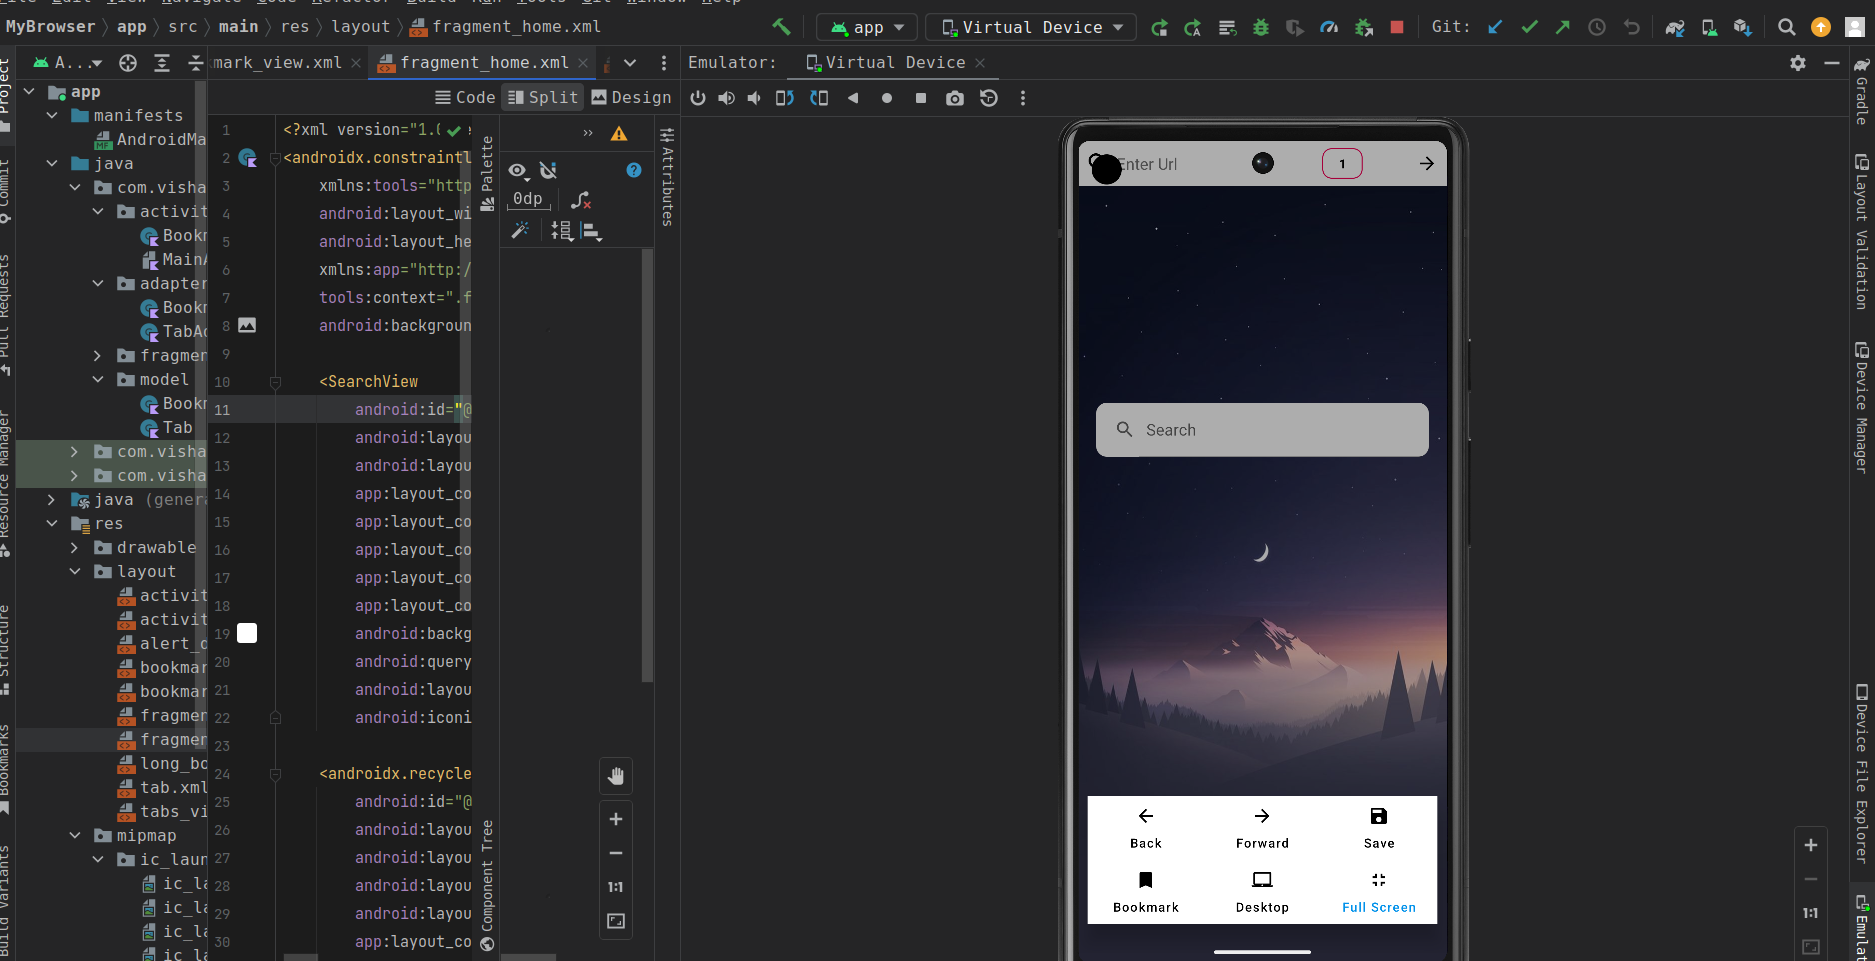 MyBrowser app src main res layout fragment_home.xml
app
Virtual Device
Git:
A...
mark_view.xml
fragment_home.xml
Emulator:
Virtual Device
Code
Split
Design
app
manifests
AndroidMa
java
com.visha
activit
Bookm
MainA
adapter
Bookm
TabAc
fragmen
model
Bookm
Tab
com.visha
com.visha
java (genera
res
drawable
layout
activit
activit
alert_d
bookmar
bookmar
fragmen
fragmen
long_bo
tab.xml
tabs_vi
mipmap
ic_laun
ic_la
ic_la
ic_la
ic_la
1 <?xml version="1.0
2 <androidx.constraintl
3 xmlns:tools="http
4 android:layout_wi
5 android:layout_he
6 xmlns:app="http:/
7 tools:context=".f
8 android:backgroun
9
10 <SearchView
11 android:id="@
12 android:layou
13 android:layou
14 app:layout_co
15 app:layout_co
16 app:layout_co
17 app:layout_co
18 app:layout_co
19 android:backg
20 android:query
21 android:layou
22 android:iconi
23
24 <androidx.recycle
25 android:id="@
26 android:layou
27 android:layou
28 android:layou
29 android:layou
30 app:layout_co
Palette
Component Tree
0dp
1:1
Attributes
Enter Url
1
Search
Back
Forward
Save
Bookmark
Desktop
Full Screen
1:1
Project
Commit
Pull Requests
Resource Manager
Structure
Bookmarks
Build Variants
Gradle
Layout Validation
Device Manager
Device File Explorer
Emulat